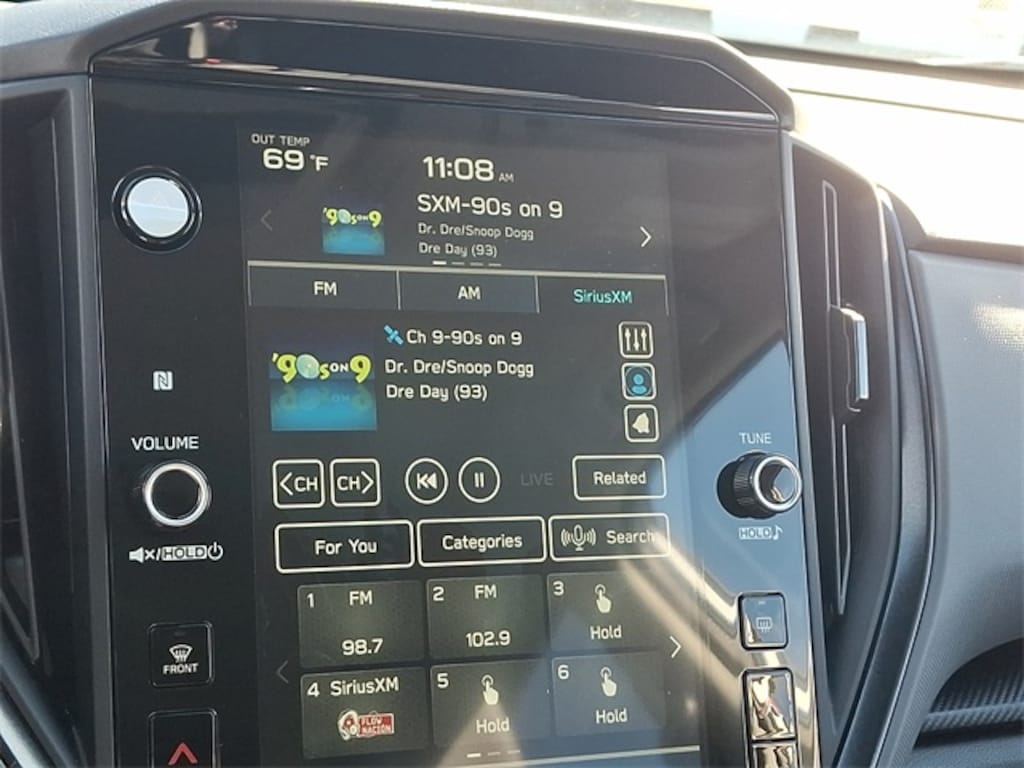 OUT TEMP
69 °F
11:08 AM
SXM-90s on 9
'90s ON 9
Dr. Dre/Snoop Dogg
Dre Day (93)
FM
AM
SiriusXM
Ch 9-90s on 9
'90s ON 9
Dr. Dre/Snoop Dogg
Dre Day (93)
VOLUME
TUNE
<CH
CH>
LIVE
Related
HOLD♪
/HOLD
For You
Categories
Search
1 FM
98.7
2 FM
102.9
3
Hold
FRONT
4 SiriusXM
FLOW
NACIÓN
5
Hold
6
Hold